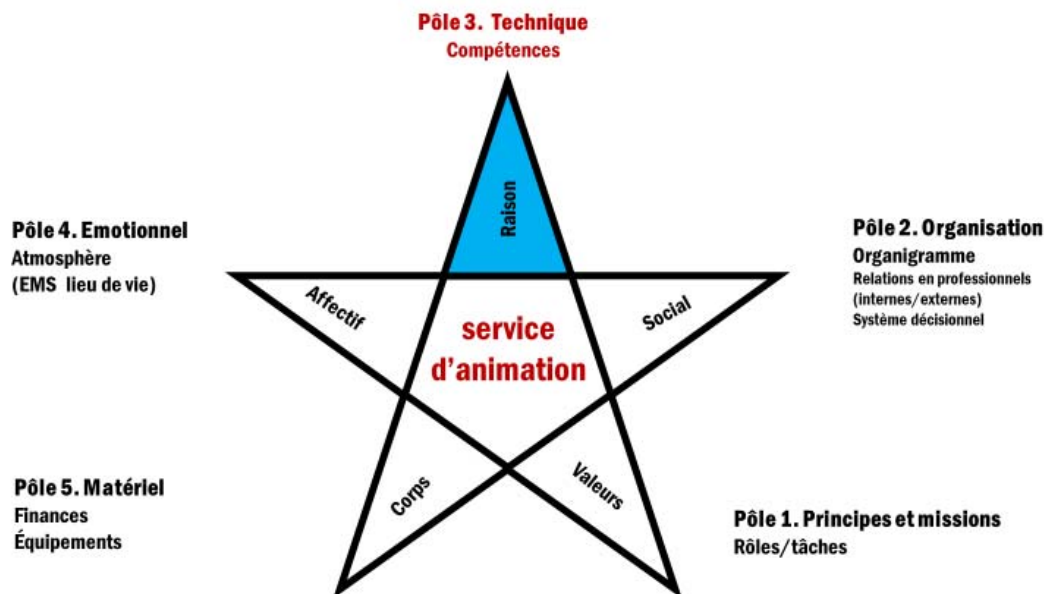 Pôle 3. Technique
Compétences
Raison
Pôle 4. Emotionnel
Atmosphère
(EMS lieu de vie)
Pôle 2. Organisation
Organigramme
Relations en professionnels
(internes/externes)
Système décisionnel
Affectif
Social
service
d'animation
Corps
Valeurs
Pôle 5. Matériel
Finances
Équipements
Pôle 1. Principes et missions
Rôles/tâches